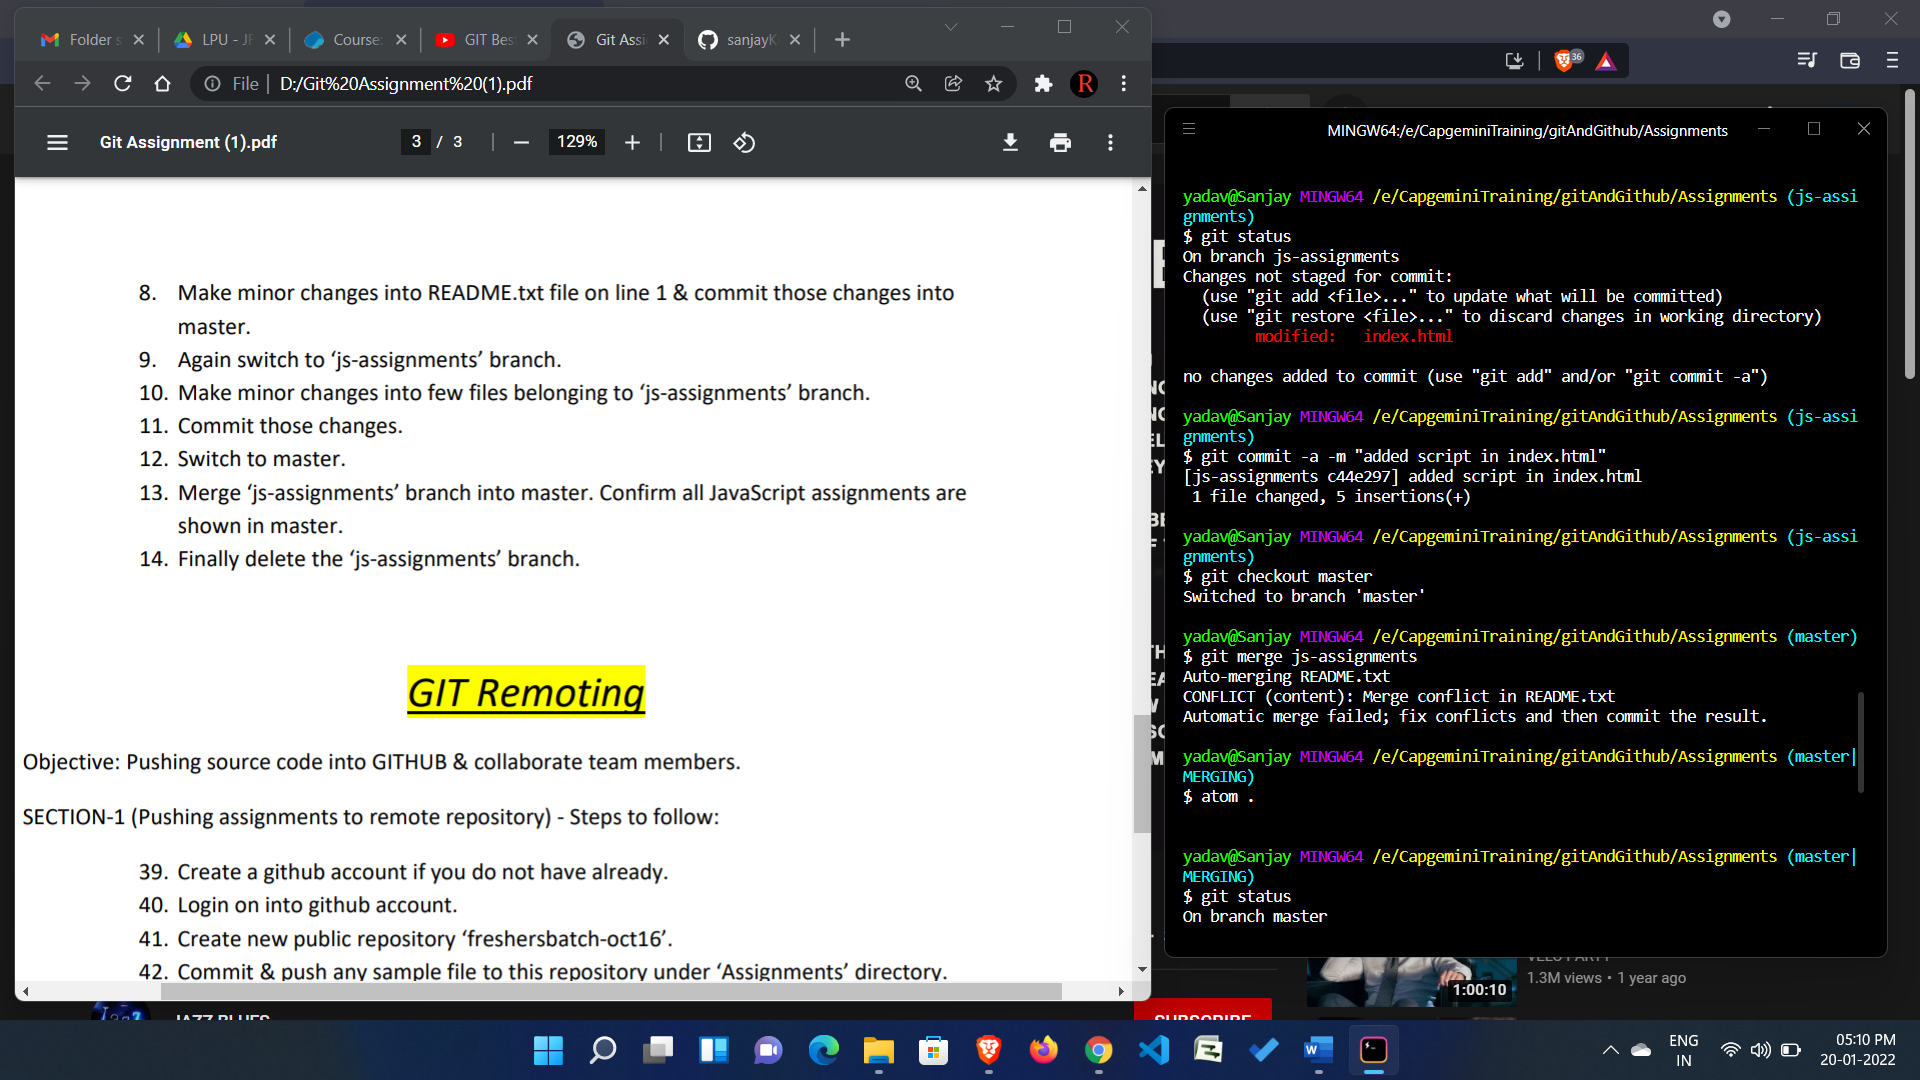 Folder s
LPU - JF
Course:
GIT Bes
Git Assi
sanjayK
File
D:/Git%20Assignment%20(1).pdf
R
36
Git Assignment (1).pdf
3 / 3
129%
8. Make minor changes into README.txt file on line 1 & commit those changes into
master.
9. Again switch to ‘js-assignments’ branch.
10. Make minor changes into few files belonging to ‘js-assignments’ branch.
11. Commit those changes.
12. Switch to master.
13. Merge ‘js-assignments’ branch into master. Confirm all JavaScript assignments are
shown in master.
14. Finally delete the ‘js-assignments’ branch.
GIT Remoting
Objective: Pushing source code into GITHUB & collaborate team members.
SECTION-1 (Pushing assignments to remote repository) - Steps to follow:
39. Create a github account if you do not have already.
40. Login on into github account.
41. Create new public repository ‘freshersbatch-oct16’.
42. Commit & push any sample file to this repository under ‘Assignments’ directory.
MINGW64:/e/CapgeminiTraining/gitAndGithub/Assignments
yadav@Sanjay MINGW64 /e/CapgeminiTraining/gitAndGithub/Assignments (js-assi
gnments)
$ git status
On branch js-assignments
Changes not staged for commit:
(use "git add <file>..." to update what will be committed)
(use "git restore <file>..." to discard changes in working directory)
modified: index.html
no changes added to commit (use "git add" and/or "git commit -a")
yadav@Sanjay MINGW64 /e/CapgeminiTraining/gitAndGithub/Assignments (js-assi
gnments)
$ git commit -a -m "added script in index.html"
[js-assignments c44e297] added script in index.html
1 file changed, 5 insertions(+)
yadav@Sanjay MINGW64 /e/CapgeminiTraining/gitAndGithub/Assignments (js-assi
gnments)
$ git checkout master
Switched to branch 'master'
yadav@Sanjay MINGW64 /e/CapgeminiTraining/gitAndGithub/Assignments (master)
$ git merge js-assignments
Auto-merging README.txt
CONFLICT (content): Merge conflict in README.txt
Automatic merge failed; fix conflicts and then commit the result.
yadav@Sanjay MINGW64 /e/CapgeminiTraining/gitAndGithub/Assignments (master|
MERGING)
$ atom .
yadav@Sanjay MINGW64 /e/CapgeminiTraining/gitAndGithub/Assignments (master|
MERGING)
$ git status
On branch master
1.3M views • 1 year ago
1:00:10
JAZZ BLUES
SUBSCRIBE
ENG
IN
05:10 PM
20-01-2022